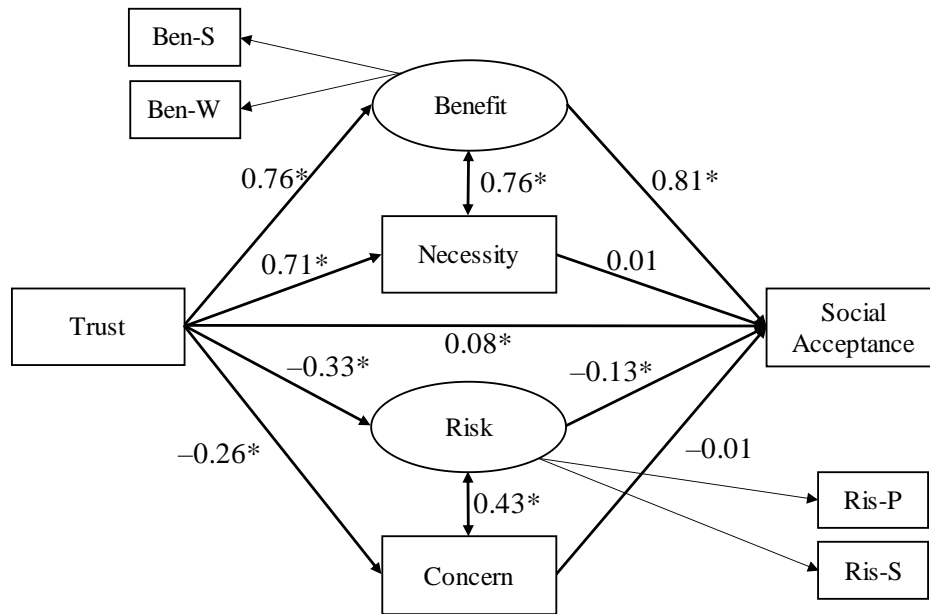 Ben-S
Ben-W
Benefit
0.76*
0.76*
0.81*
Necessity
0.71*
0.01
Trust
Social
Acceptance
0.08*
–0.33*
–0.13*
Risk
–0.26*
–0.01
0.43*
Ris-P
Concern
Ris-S